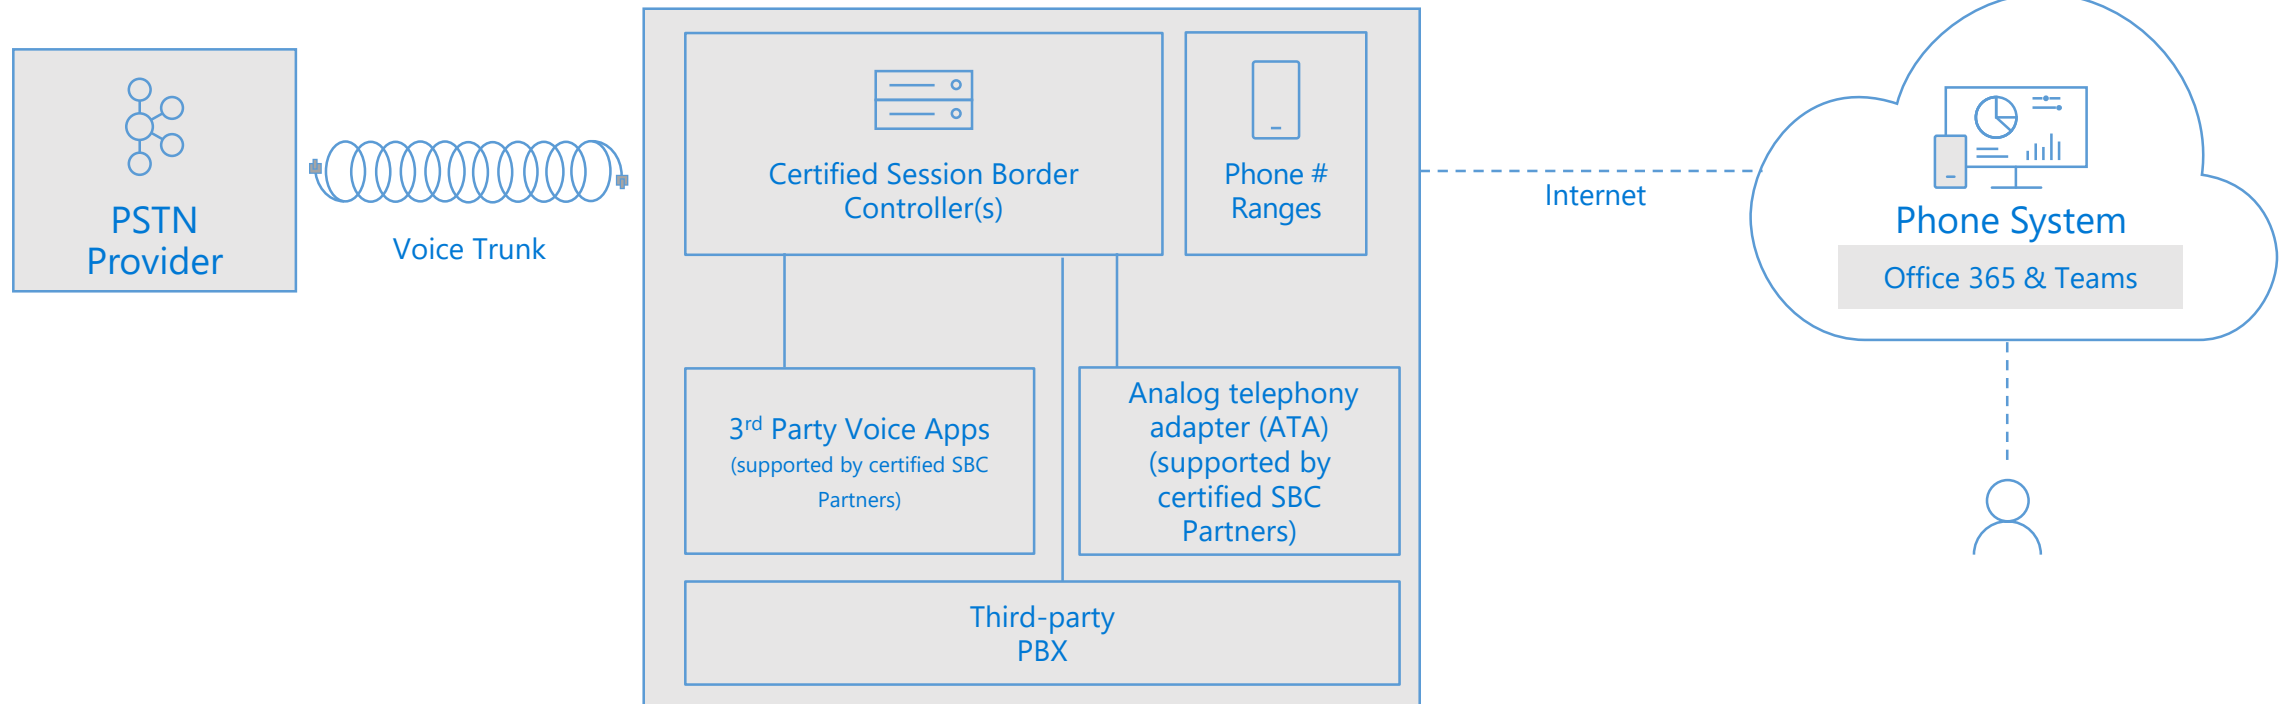 PSTN
Provider
Voice Trunk
Certified Session Border
Controller(s)
Phone #
Ranges
3rd Party Voice Apps
(supported by certified SBC
Partners)
Analog telephony
adapter (ATA)
(supported by
certified SBC
Partners)
Third-party
PBX
Internet
Phone System
Office 365 & Teams